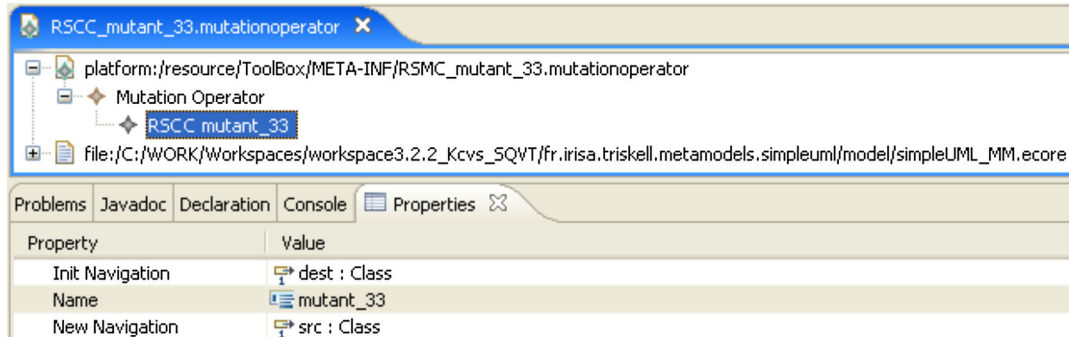 RSCC_mutant_33.mutationoperator
platform:/resource/ToolBox/META-INF/RSMC_mutant_33.mutationoperator
Mutation Operator
RSCC mutant_33
file:/C:/WORK/Workspaces/workspace3.2.2_Kcvs_SQVT/fr.irisa.triskell.metamodels.simpleuml/model/simpleUML_MM.ecore
Problems Javadoc Declaration Console Properties
Property Value
Init Navigation dest : Class
Name mutant_33
New Navigation src : Class